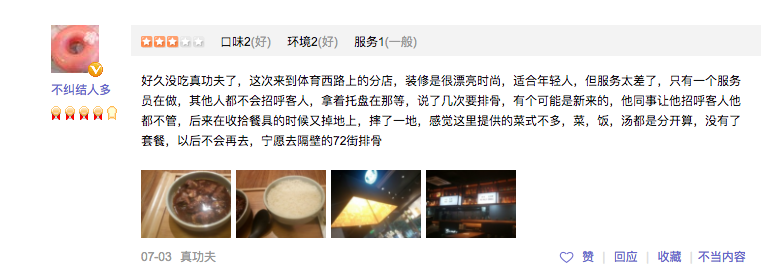 口味2(好) 环境2(好) 服务1(一般)
不纠结人多
好久没吃真功夫了，这次来到体育西路上的分店，装修是很漂亮时尚，适合年轻人，但服务太差了，只有一个服务
员在做，其他人都不会招呼客人，拿着托盘在那等，说了几次要排骨，有个可能是新来的，他同事让他招呼客人他
都不管，后来在收拾餐具的时候又掉地上，摔了一地，感觉这里提供的菜式不多，菜，饭，汤都是分开算，没有了
套餐，以后不会再去，宁愿去隔壁的72街排骨
07-03 真功夫
赞 | 回应 | 收藏 | 不当内容